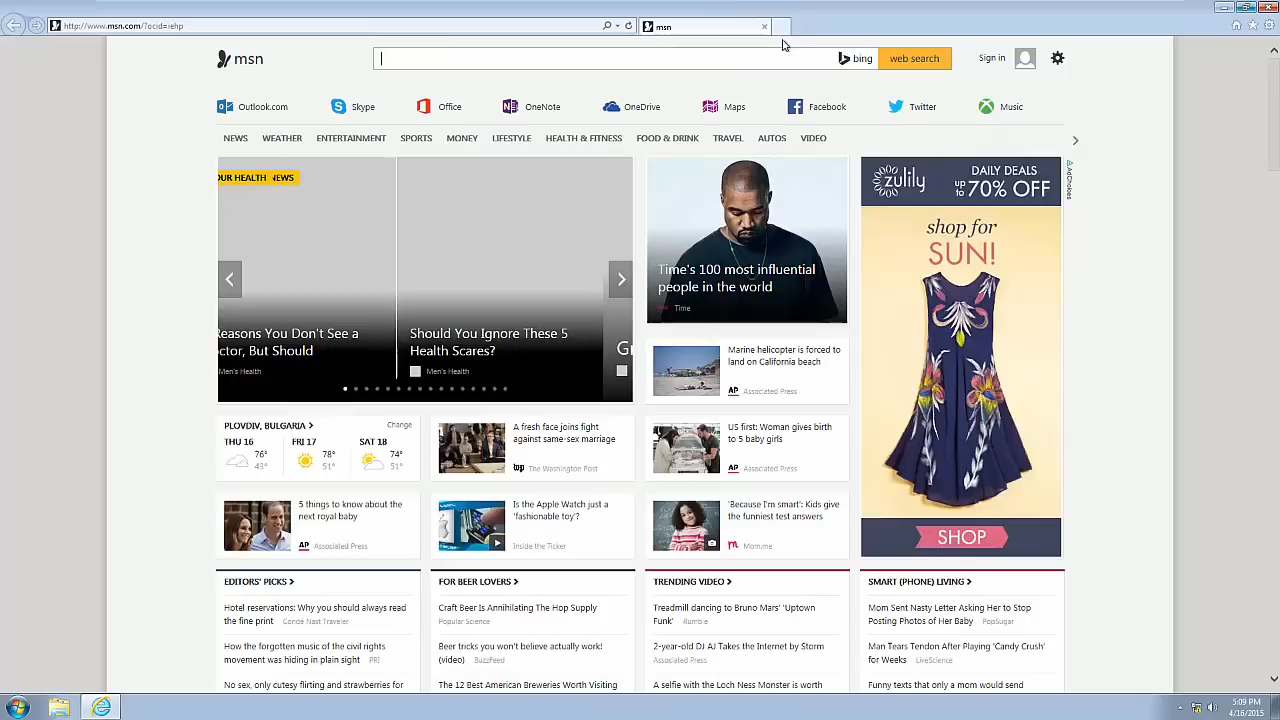 http://www.msn.com/?ocid=iehp
msn
msn
bing
web search
Sign in
Outlook.com
Skype
Office
OneNote
OneDrive
Maps
Facebook
Twitter
Music
NEWS
WEATHER
ENTERTAINMENT
SPORTS
MONEY
LIFESTYLE
HEALTH & FITNESS
FOOD & DRINK
TRAVEL
AUTOS
VIDEO
OUR HEALTH NEWS
Reasons You Don't See a
ctor, But Should
Men's Health
Should You Ignore These 5
Health Scares?
Men's Health
Gr
Time's 100 most influential
people in the world
Time
Marine helicopter is forced to
land on California beach
AP Associated Press
zulily
DAILY DEALS
up to 70% OFF
AdChoices
shop for
SUN!
SHOP
PLOVDIV, BULGARIA
Change
THU 16
FRI 17
SAT 18
76°
43°
78°
51°
74°
51°
A fresh face joins fight
against same-sex marriage
wp The Washington Post
US first: Woman gives birth
to 5 baby girls
AP Associated Press
5 things to know about the
next royal baby
AP Associated Press
Is the Apple Watch just a
'fashionable toy'?
Inside the Ticker
'Because I'm smart': Kids give
the funniest test answers
m Mom.me
EDITORS' PICKS
Hotel reservations: Why you should always read
the fine print Condé Nast Traveler
How the forgotten music of the civil rights
movement was hiding in plain sight PRI
No sex, only cutesy flirting and strawberries for
FOR BEER LOVERS
Craft Beer Is Annihilating The Hop Supply
Popular Science
Beer tricks you won't believe actually work!
(video) BuzzFeed
The 12 Best American Breweries Worth Visiting
TRENDING VIDEO
Treadmill dancing to Bruno Mars' 'Uptown
Funk' Rumble
2-year-old DJ AJ Takes the Internet by Storm
Associated Press
A selfie with the Loch Ness Monster is worth
SMART (PHONE) LIVING
Mom Sent Nasty Letter Asking Her to Stop
Posting Photos of Her Baby PopSugar
Man Tears Tendon After Playing 'Candy Crush'
for Weeks LiveScience
Funny texts that only a mom would send
5:09 PM
4/16/2015